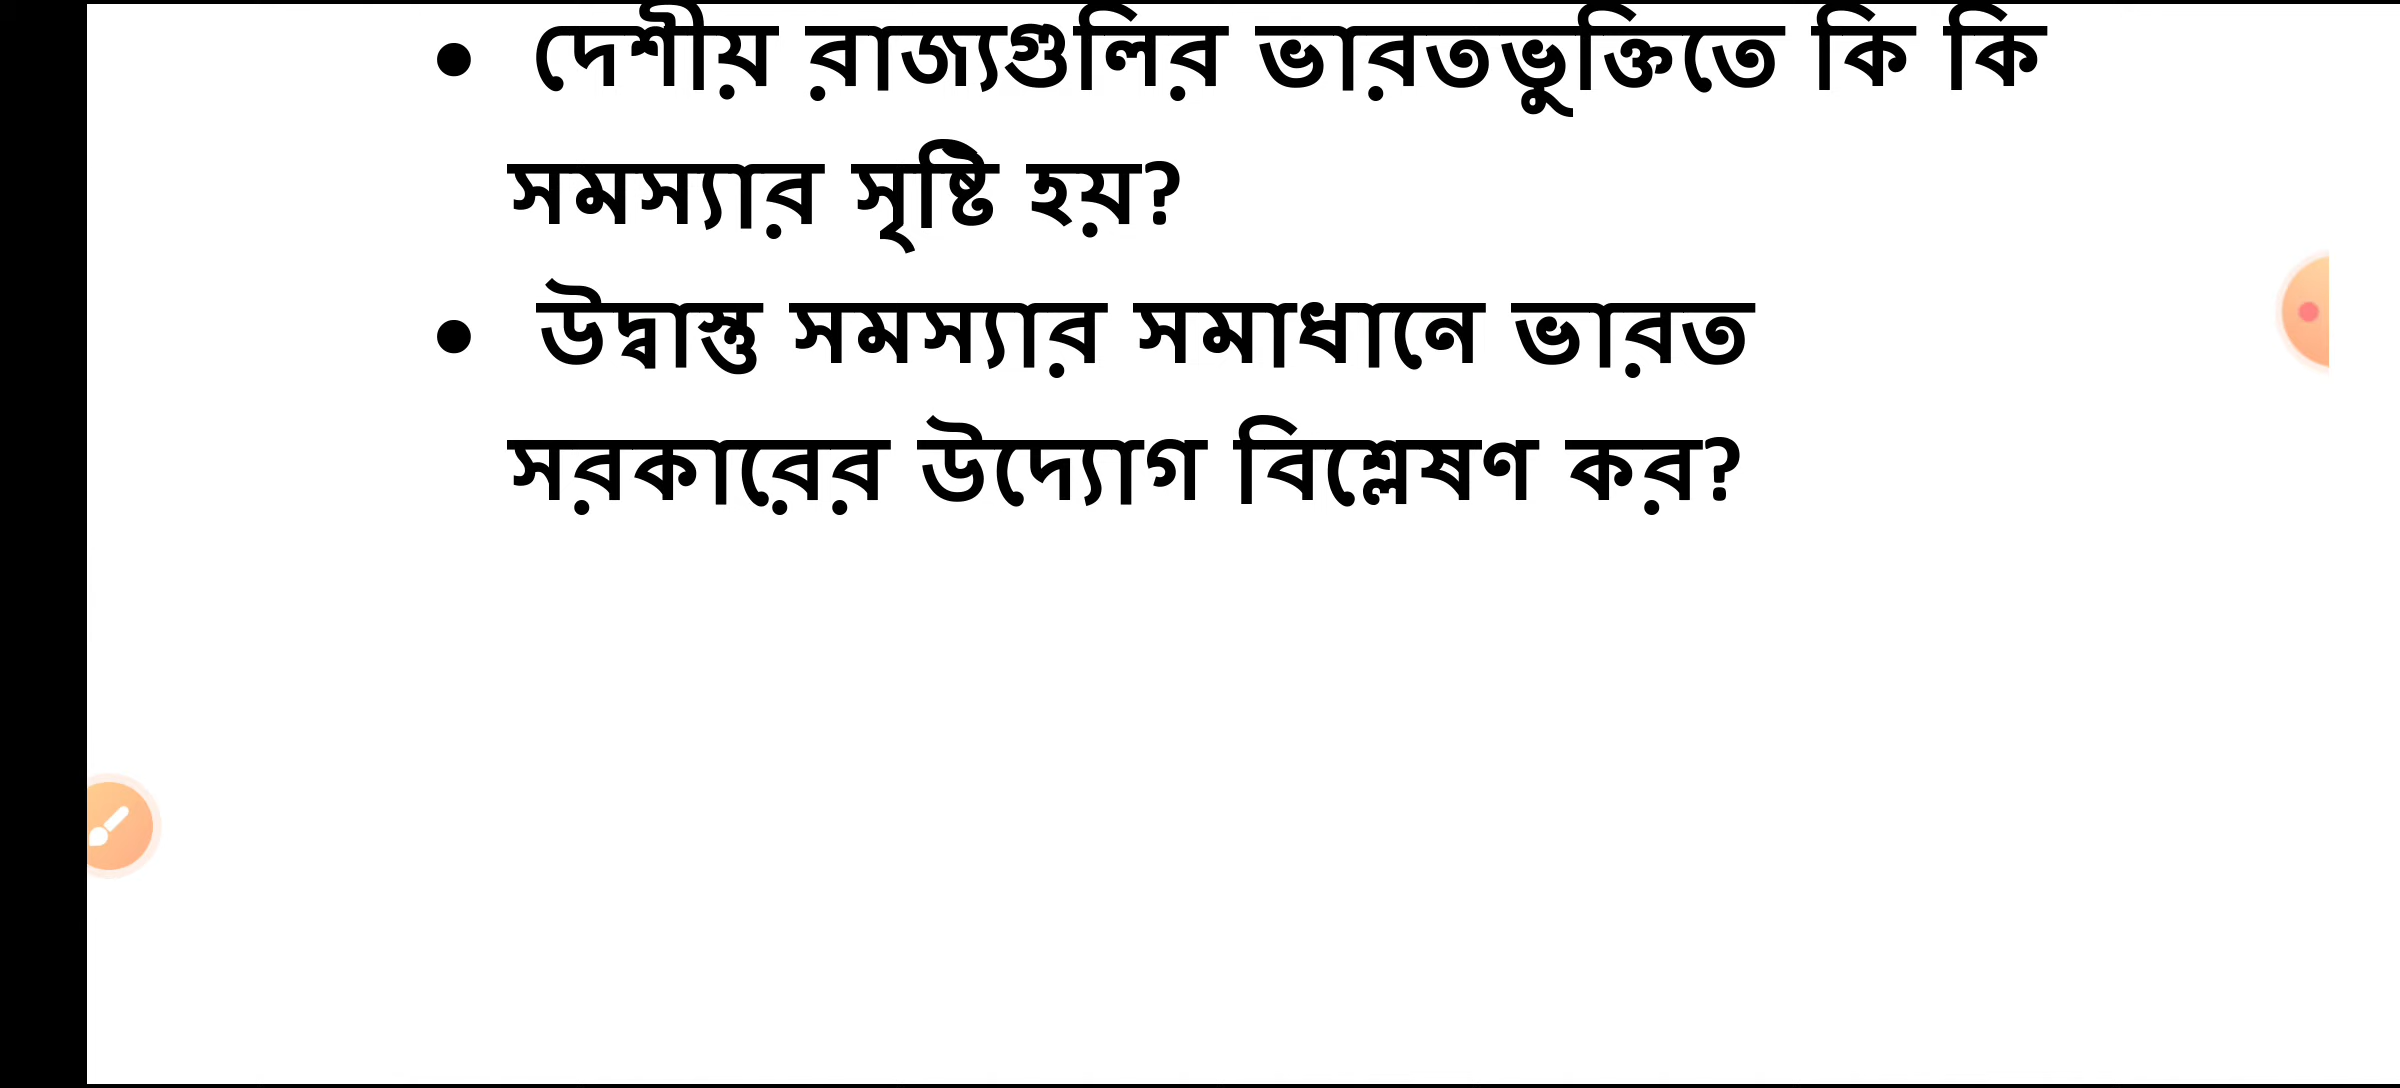 • দেশীয় রাজ্যগুলির ভারতভুক্তিতে কি কি
সমস্যার সৃষ্টি হয়?
• উদ্বাস্তু সমস্যার সমাধানে ভারত
সরকারের উদ্যোগ বিশ্লেষণ কর?